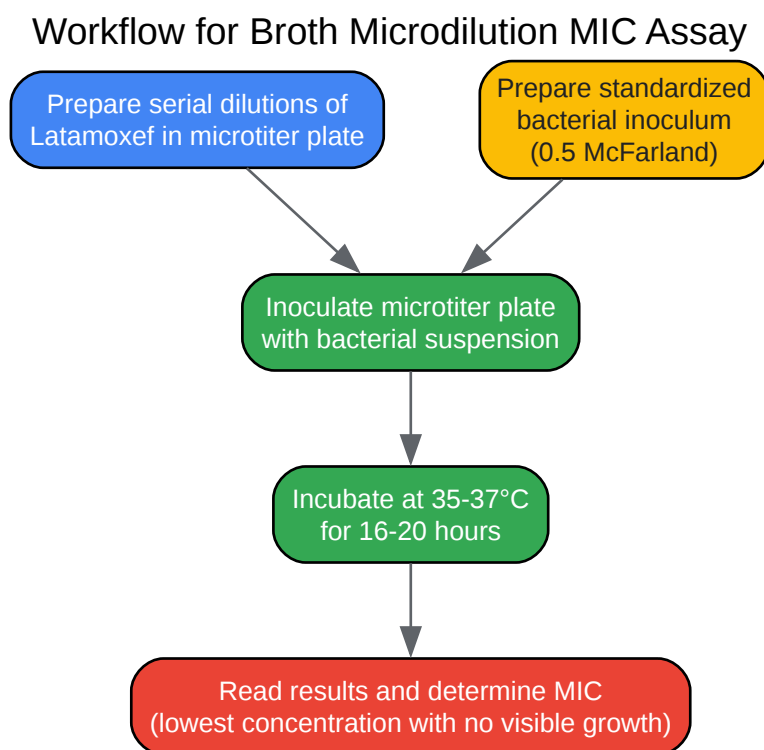 Workflow for Broth Microdilution MIC Assay
Prepare serial dilutions of
Latamoxef in microtiter plate
Prepare standardized
bacterial inoculum
(0.5 McFarland)
Inoculate microtiter plate
with bacterial suspension
Incubate at 35-37°C
for 16-20 hours
Read results and determine MIC
(lowest concentration with no visible growth)